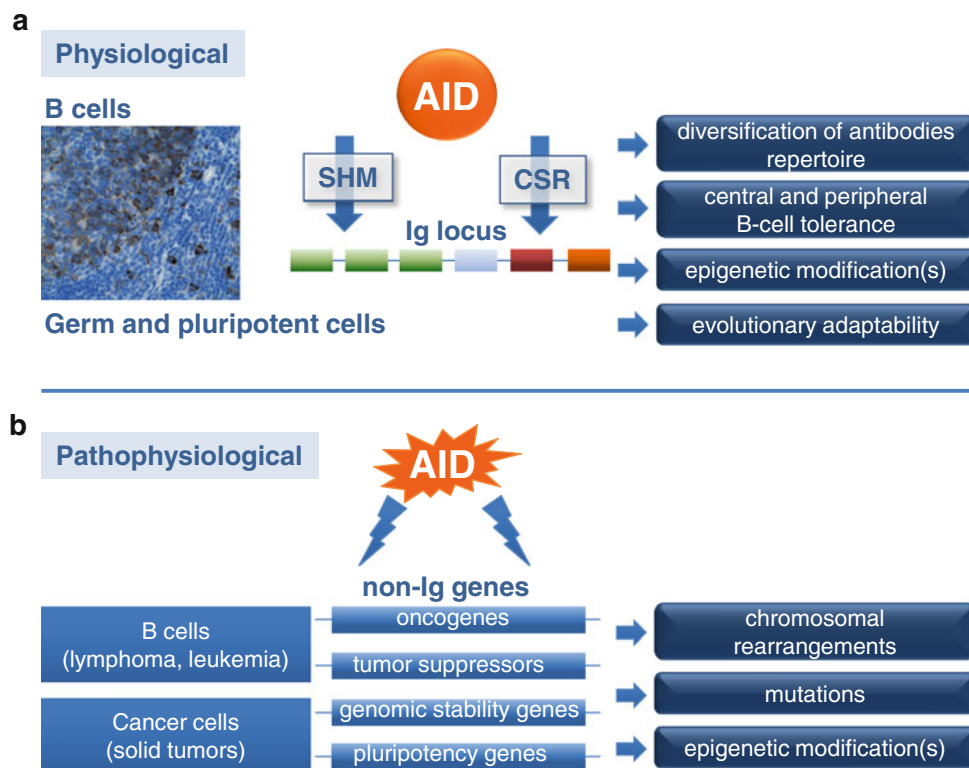 a
Physiological
B cells
AID
SHM
CSR
Ig locus
diversification of antibodies
repertoire
central and peripheral
B-cell tolerance
epigenetic modification(s)
Germ and pluripotent cells
evolutionary adaptability
b
Pathophysiological
AID
non-Ig genes
B cells
(lymphoma, leukemia)
Cancer cells
(solid tumors)
oncogenes
tumor suppressors
genomic stability genes
pluripotency genes
chromosomal
rearrangements
mutations
epigenetic modification(s)